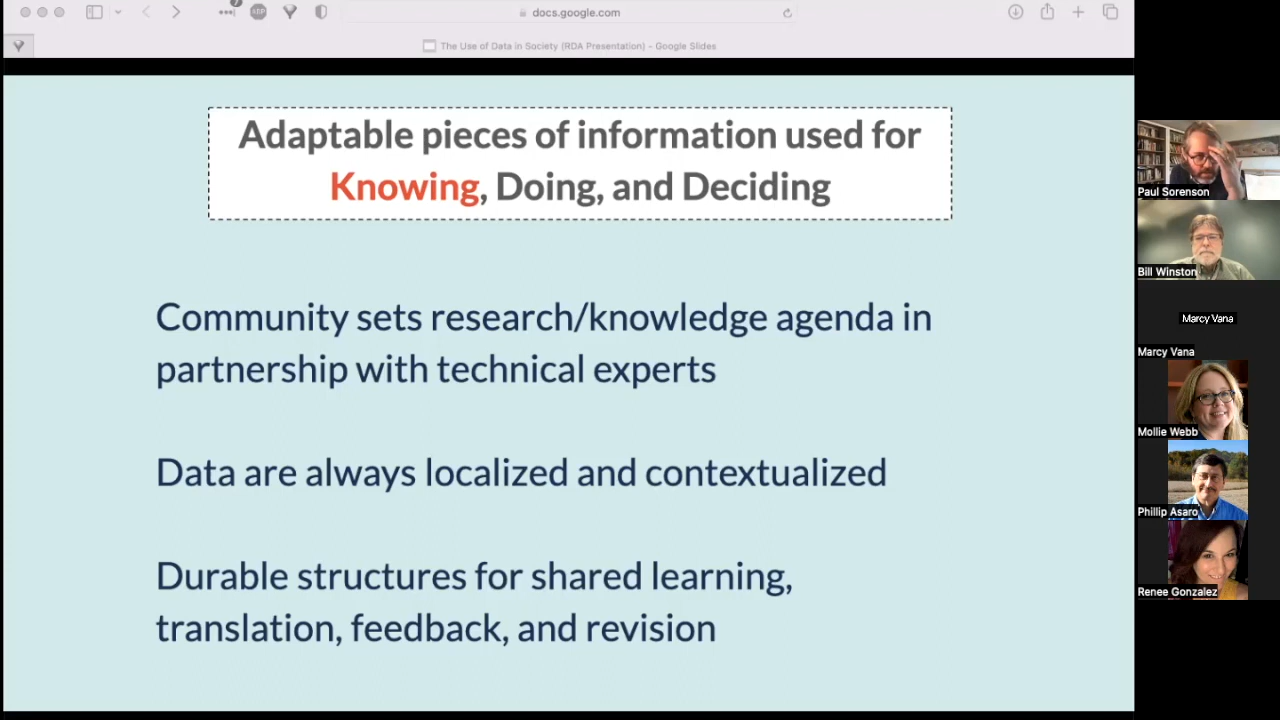 7
ABP
docs.google.com
The Use of Data in Society (RDA Presentation) - Google Slides
Adaptable pieces of information used for
Knowing, Doing, and Deciding
Community sets research/knowledge agenda in
partnership with technical experts
Data are always localized and contextualized
Durable structures for shared learning,
translation, feedback, and revision
Paul Sorenson
Bill Winston
Marcy Vana
Marcy Vana
Mollie Webb
Phillip Asaro
Renee Gonzalez